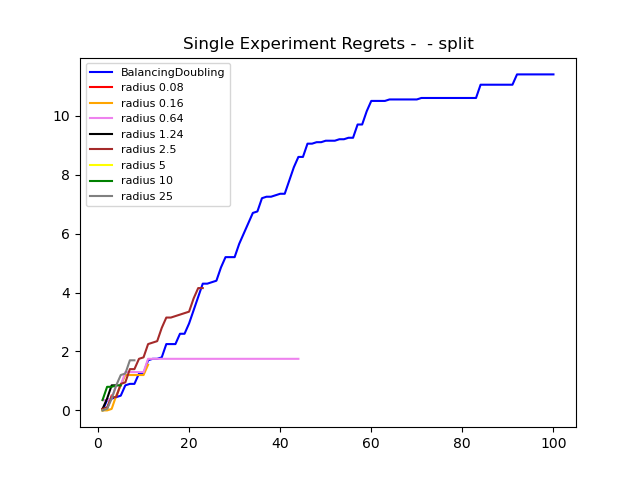 Single Experiment Regrets -  - split
BalancingDoubling
radius 0.08
radius 0.16
radius 0.64
radius 1.24
radius 2.5
radius 5
radius 10
radius 25
10
8
6
4
2
0
0 20 40 60 80 100